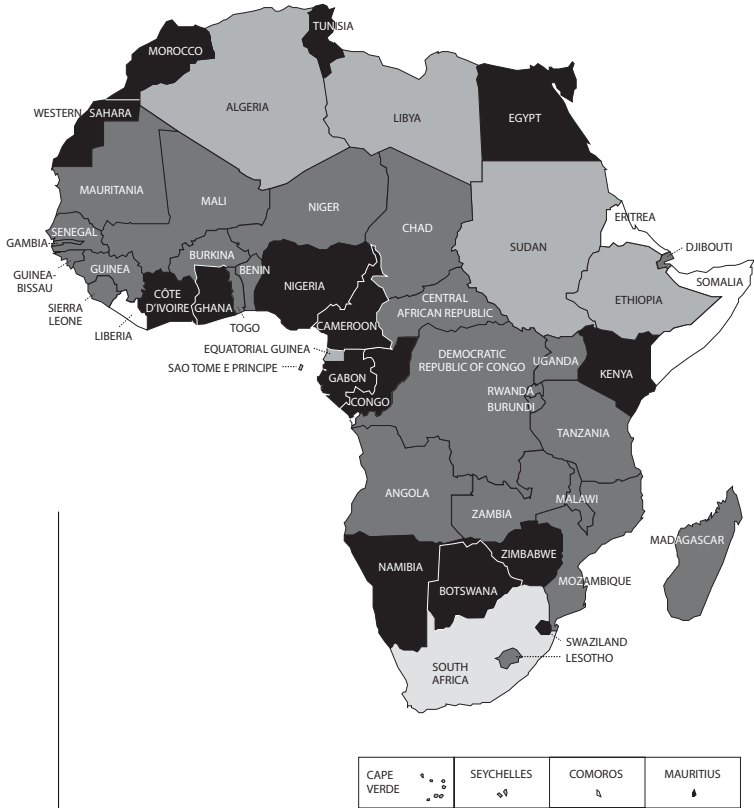 TUNISIA
MOROCCO
ALGERIA
LIBYA
EGYPT
WESTERN SAHARA
MAURITANIA
MALI
NIGER
CHAD
SUDAN
ERITREA
DJIBOUTI
SOMALIA
ETHIOPIA
SENEGAL
GAMBIA
GUINEA-
BISSAU
GUINEA
SIERRA
LEONE
LIBERIA
CÔTE
D'IVOIRE
BURKINA
GHANA
TOGO
BENIN
NIGERIA
CAMEROON
CENTRAL
AFRICAN REPUBLIC
EQUATORIAL GUINEA
SAO TOME E PRINCIPE
GABON
CONGO
DEMOCRATIC
REPUBLIC OF CONGO
UGANDA
KENYA
RWANDA
BURUNDI
TANZANIA
ANGOLA
ZAMBIA
MALAWI
MADAGASCAR
NAMIBIA
ZIMBABWE
BOTSWANA
MOZAMBIQUE
SWAZILAND
LESOTHO
SOUTH
AFRICA
CAPE
VERDE
SEYCHELLES
COMOROS
MAURITIUS